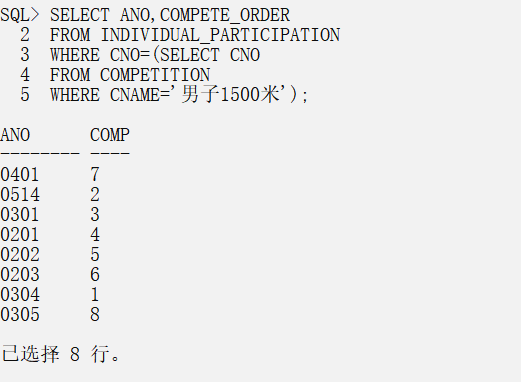 SQL> SELECT ANO,COMPETE_ORDER
  2  FROM INDIVIDUAL_PARTICIPATION
  3  WHERE CNO=(SELECT CNO
  4  FROM COMPETITION
  5  WHERE CNAME='男子1500米');
ANO      COMP
-------- ----
0401     7
0514     2
0301     3
0201     4
0202     5
0203     6
0304     1
0305     8
已选择 8 行。